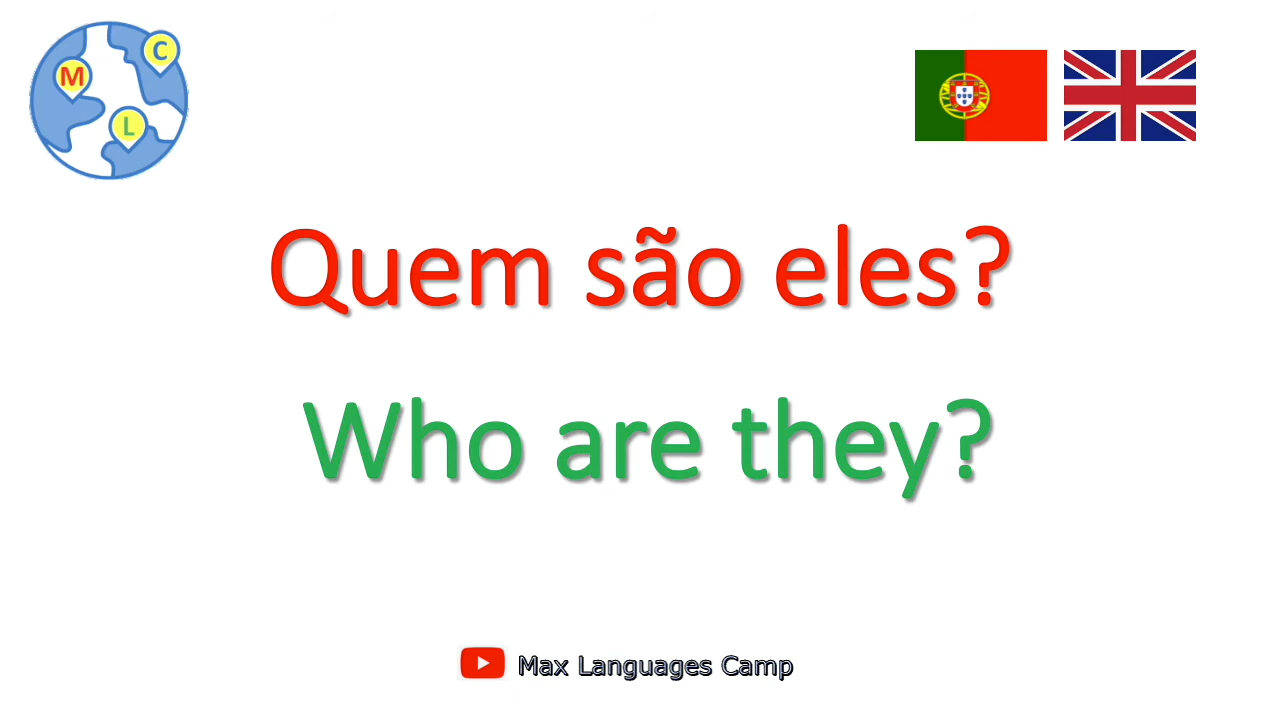 M
C
L
Quem são eles?
Who are they?
Max Languages Camp